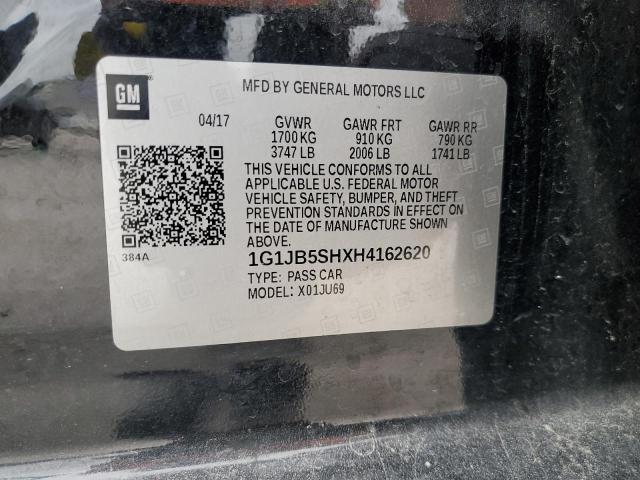 GM
MFD BY GENERAL MOTORS LLC
04/17 GVWR GAWR FRT GAWR RR
1700 KG 910 KG 790 KG
3747 LB 2006 LB 1741 LB
THIS VEHICLE CONFORMS TO ALL
APPLICABLE U.S. FEDERAL MOTOR
VEHICLE SAFETY, BUMPER, AND THEFT
PREVENTION STANDARDS IN EFFECT ON
THE DATE OF MANUFACTURE SHOWN
ABOVE.
384A
1G1JB5SHXH4162620
TYPE: PASS CAR
MODEL: X01JU69